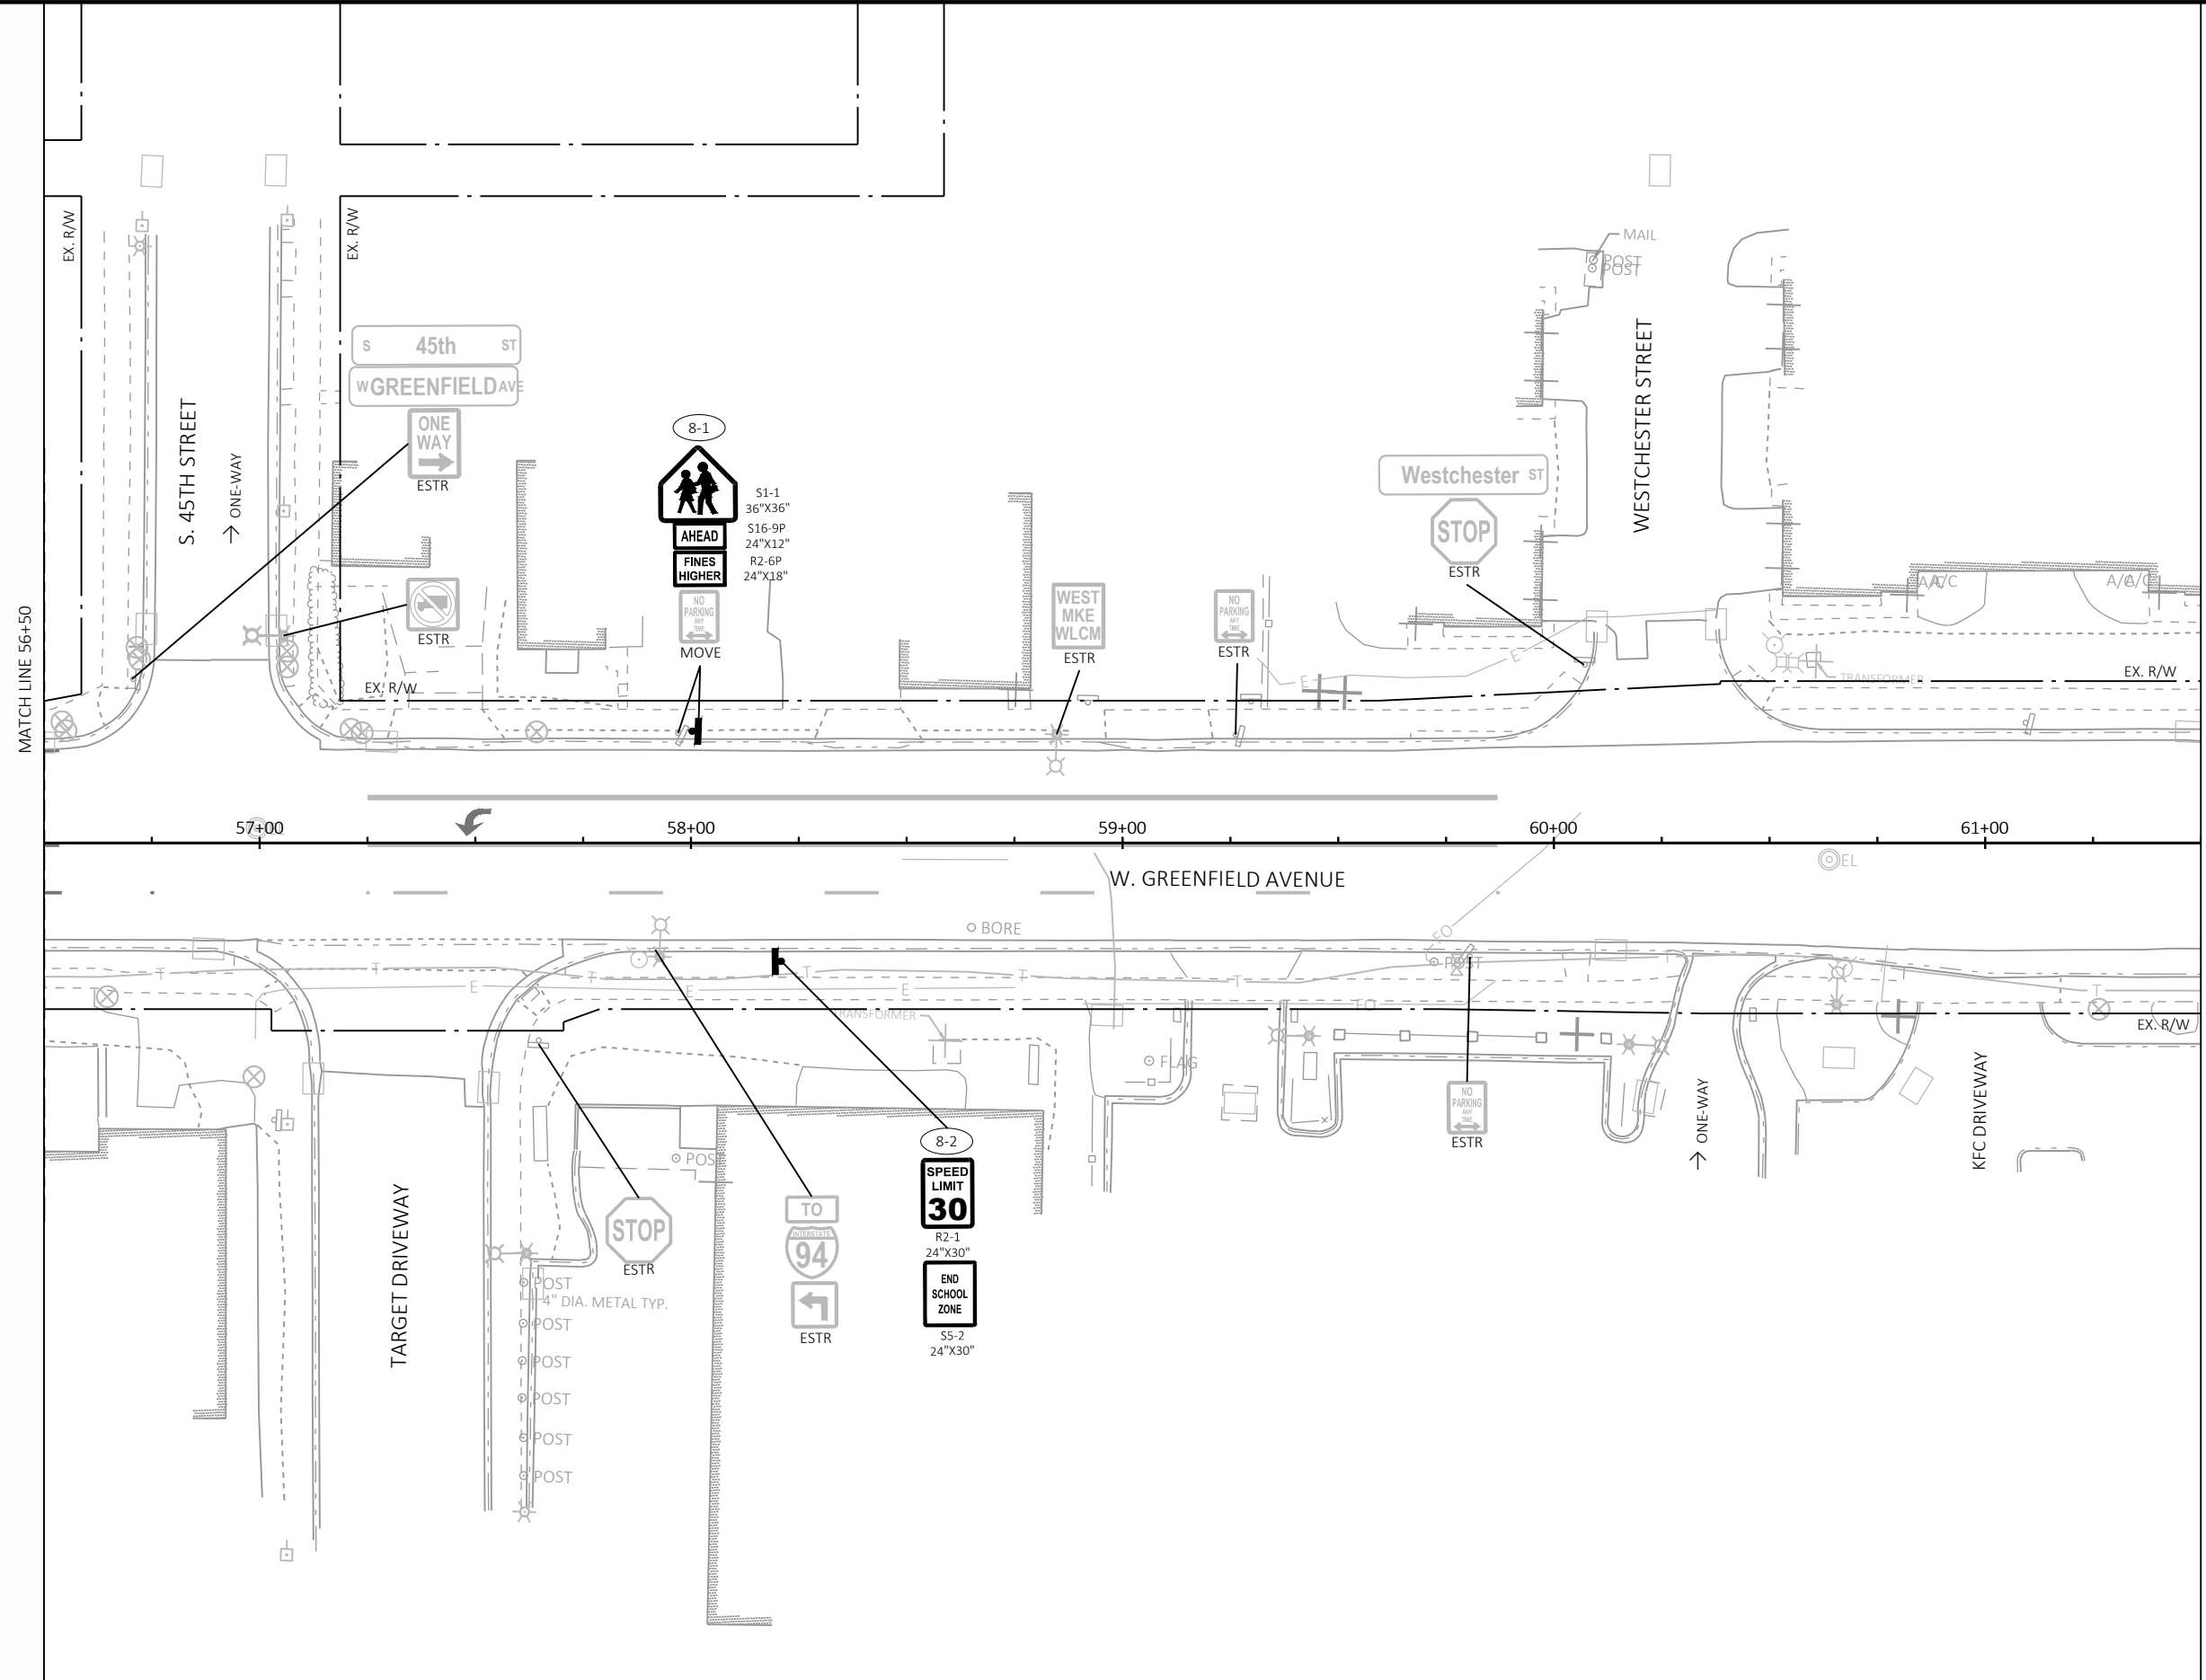 MATCH LINE 56+50
EX. R/W
EX. R/W
S. 45TH STREET
ONE-WAY
S 45th ST
W GREENFIELD AVE
ONE
WAY
ESTR
ESTR
EX. R/W
8-1
S1-1
36"X36"
AHEAD
S16-9P
24"X12"
FINES
HIGHER
R2-6P
24"X18"
NO
PARKING
ANY
TIME
MOVE
WEST
MKE
WLCM
ESTR
NO
PARKING
ANY
TIME
ESTR
Westchester ST
STOP
ESTR
MAIL
POST
POST
WESTCHESTER STREET
A/C
A/C
A/C
A/C
TRANSFORMER
EX. R/W
E
E
57+00
58+00
59+00
60+00
61+00
EL
W. GREENFIELD AVENUE
BORE
FO
POST
T
T
T
T
T
T
T
E
E
E
FO
TRANSFORMER
FLAG
EX. R/W
NO
PARKING
ANY
TIME
ESTR
ONE-WAY
KFC DRIVEWAY
TARGET DRIVEWAY
POST
STOP
ESTR
TO
INTERSTATE
94
ESTR
8-2
SPEED
LIMIT
30
R2-1
24"X30"
END
SCHOOL
ZONE
S5-2
24"X30"
POST
4" DIA. METAL TYP.
POST
POST
POST
POST
POST